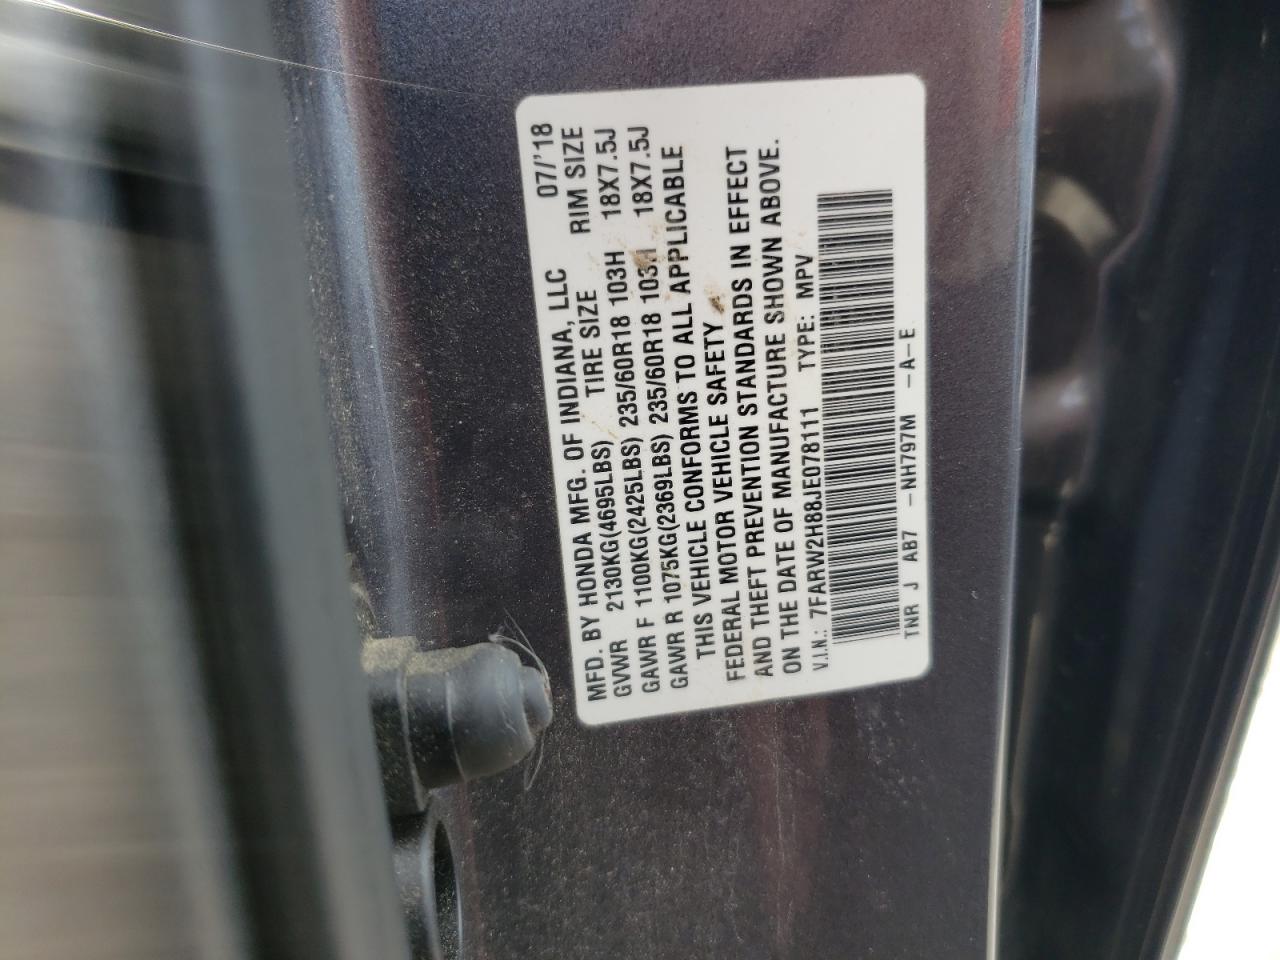 MFD. BY HONDA MFG. OF INDIANA, LLC 07/'18
GVWR 2130KG(4695LBS) TIRE SIZE RIM SIZE
GAWR F 1100KG(2425LBS) 235/60R18 103H 18X7.5J
GAWR R 1075KG(2369LBS) 235/60R18 103H 18X7.5J
THIS VEHICLE CONFORMS TO ALL APPLICABLE
FEDERAL MOTOR VEHICLE SAFETY
AND THEFT PREVENTION STANDARDS IN EFFECT
ON THE DATE OF MANUFACTURE SHOWN ABOVE.
V.I.N.: 7FARW2H88JE078111 TYPE: MPV
TNR J AB7 -NH797M -A-E